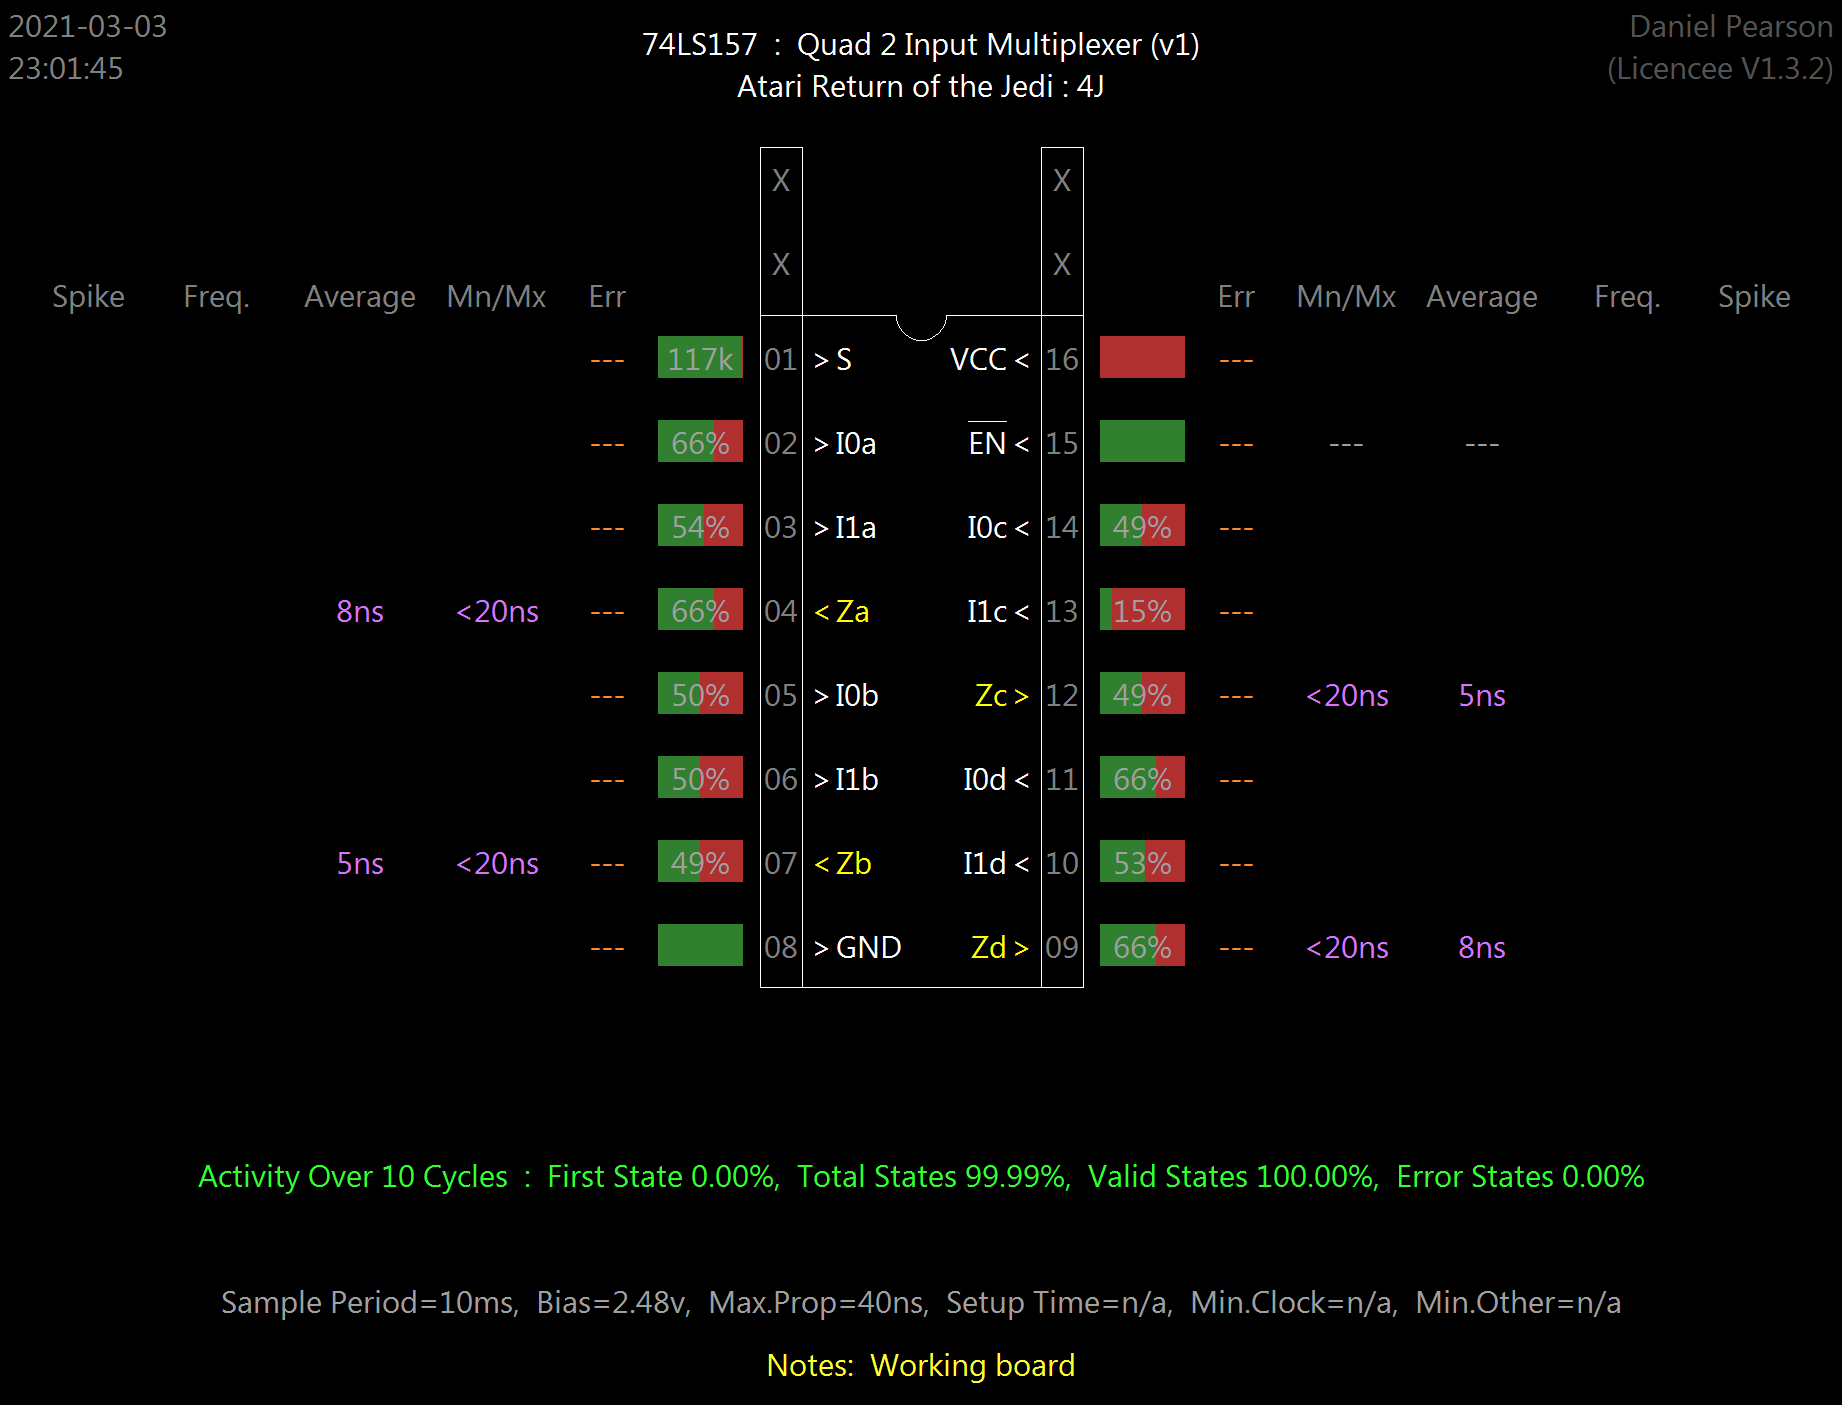 2021-03-03
23:01:45
74LS157 : Quad 2 Input Multiplexer (v1)
Atari Return of the Jedi : 4J
Daniel Pearson
(Licencee V1.3.2)
X X
X X
Spike Freq. Average Mn/Mx Err Err Mn/Mx Average Freq. Spike
--- 117k 01 > S VCC < 16 ---
--- 66% 02 > I0a EN < 15 --- --- ---
--- 54% 03 > I1a I0c < 14 49% ---
8ns <20ns --- 66% 04 < Za I1c < 13 15% ---
--- 50% 05 > I0b Zc > 12 49% --- <20ns 5ns
--- 50% 06 > I1b I0d < 11 66% ---
5ns <20ns --- 49% 07 < Zb I1d < 10 53% ---
--- 08 > GND Zd > 09 66% --- <20ns 8ns
Activity Over 10 Cycles : First State 0.00%, Total States 99.99%, Valid States 100.00%, Error States 0.00%
Sample Period=10ms, Bias=2.48v, Max.Prop=40ns, Setup Time=n/a, Min.Clock=n/a, Min.Other=n/a
Notes: Working board